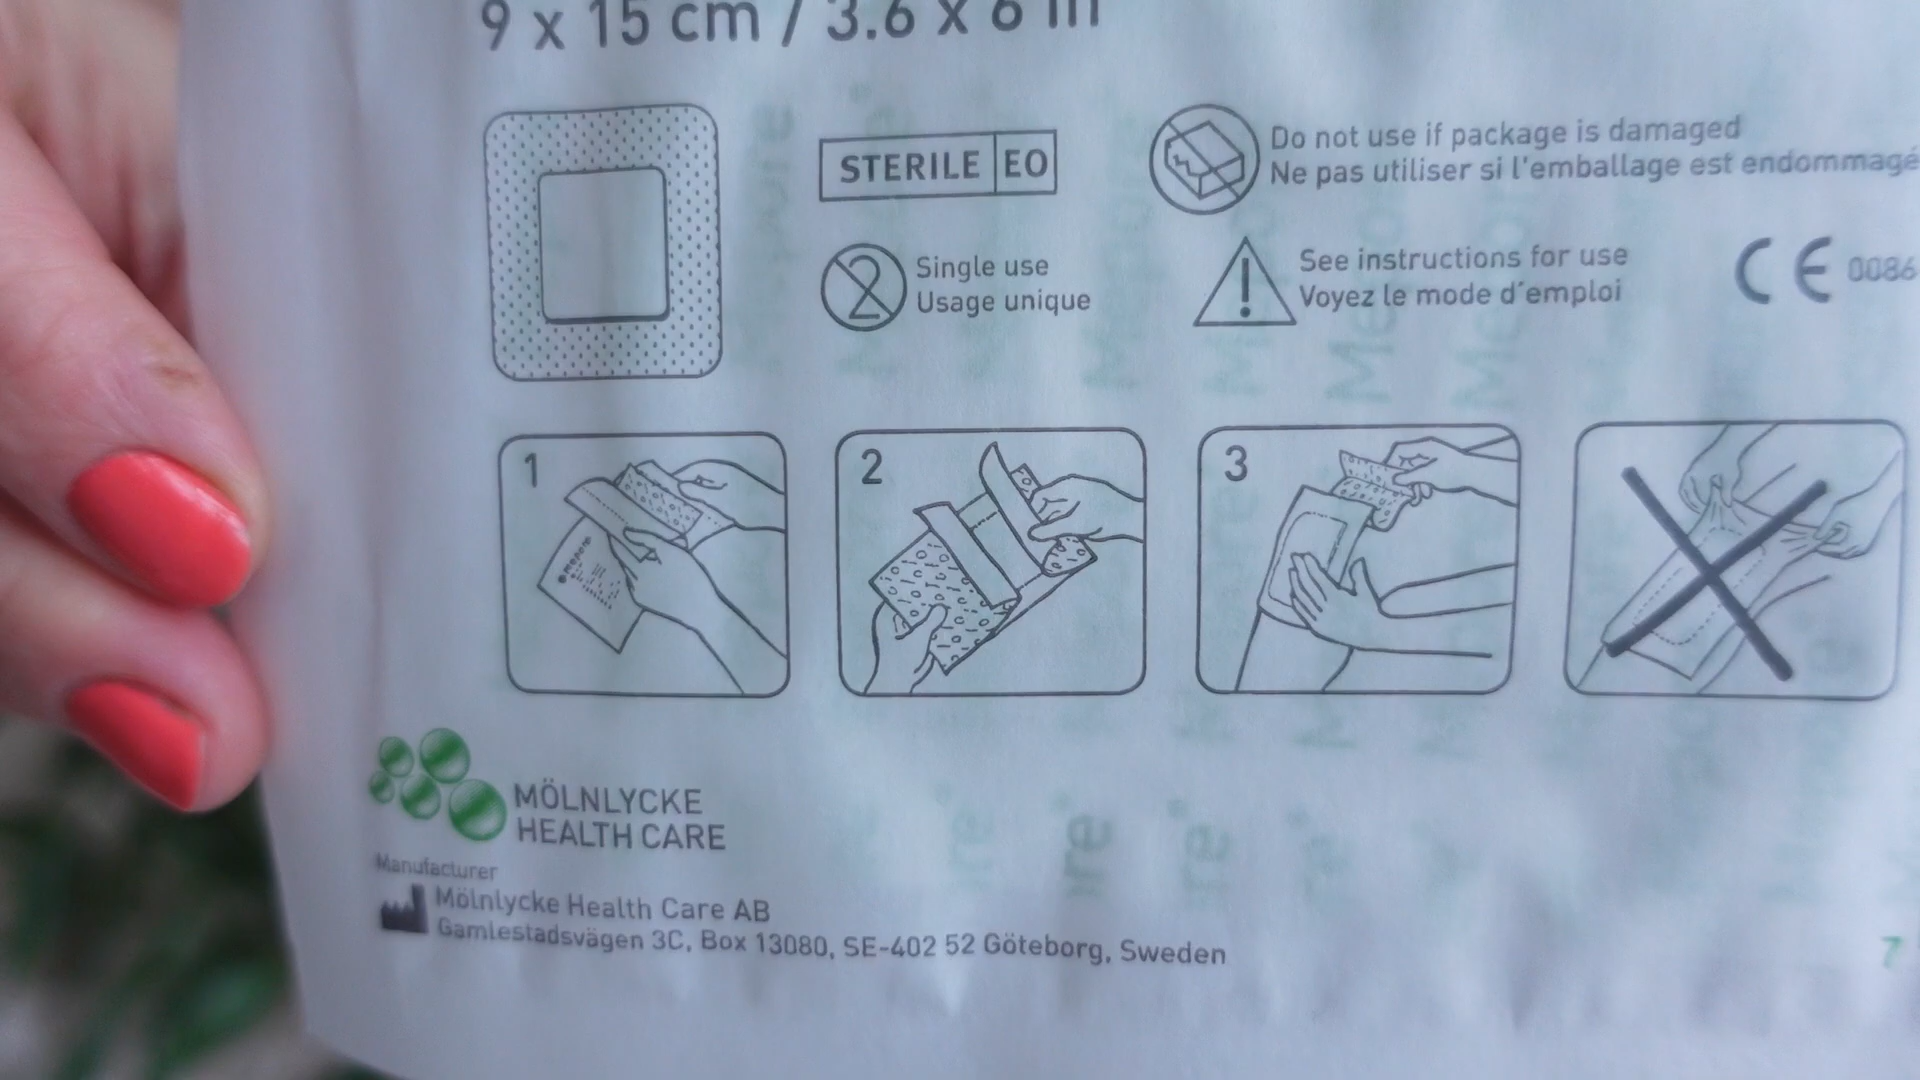 9 x 15 cm / 3.6 x 6 in
STERILE EO
Do not use if package is damaged
Ne pas utiliser si l'emballage est endommagé
Single use
Usage unique
See instructions for use
Voyez le mode d'emploi
CE 0086
1
2
3
mepore
MÖLNLYCKE
HEALTH CARE
Manufacturer
Mölnlycke Health Care AB
Gamlestadsvägen 3C, Box 13080, SE-402 52 Göteborg, Sweden
7